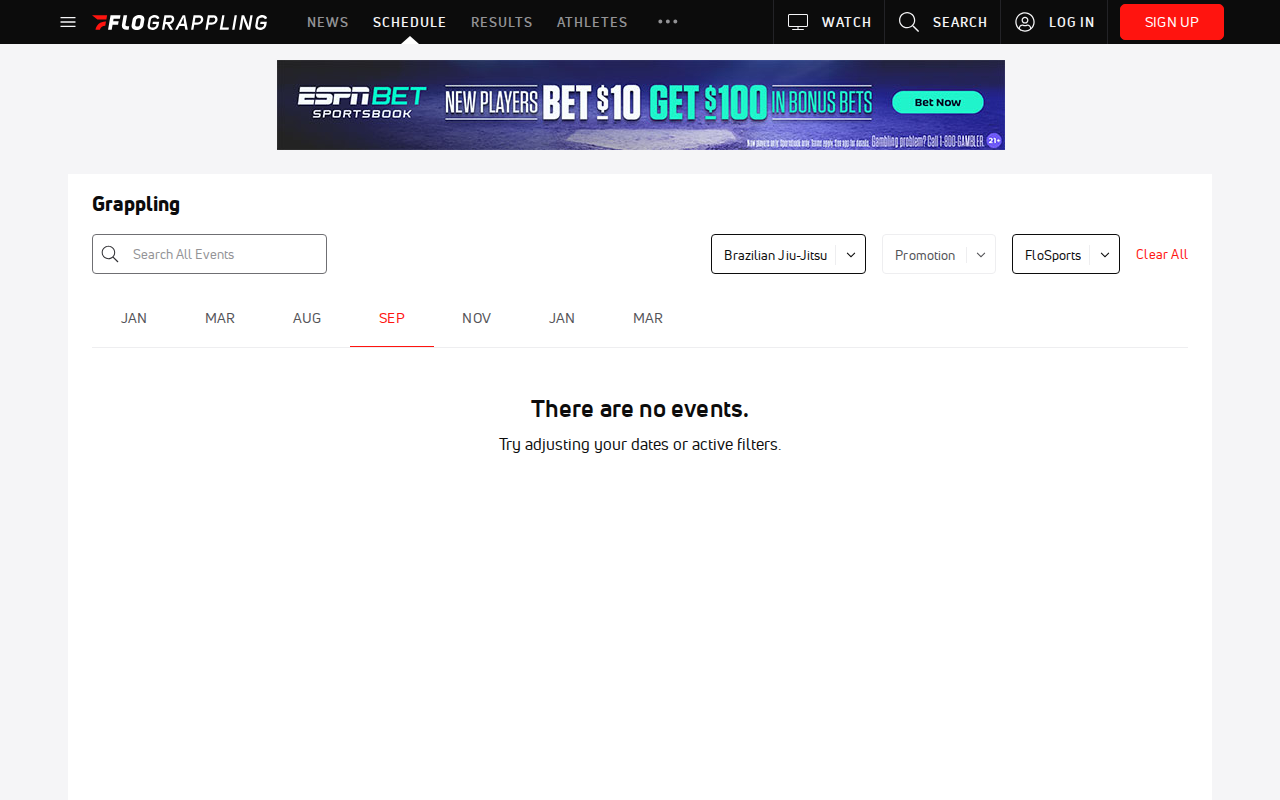 FLOGRAPPLING
NEWS
SCHEDULE
RESULTS
ATHLETES
WATCH
SEARCH
LOG IN
SIGN UP
ESPN BET
SPORTSBOOK
NEW PLAYERS BET $10 GET $100 IN BONUS BETS
Bet Now
Gambling problem? Call 1-800-GAMBLER.
21+
Grappling
Search All Events
Brazilian Jiu-Jitsu
Promotion
FloSports
Clear All
JAN
MAR
AUG
SEP
NOV
JAN
MAR
There are no events.
Try adjusting your dates or active filters.